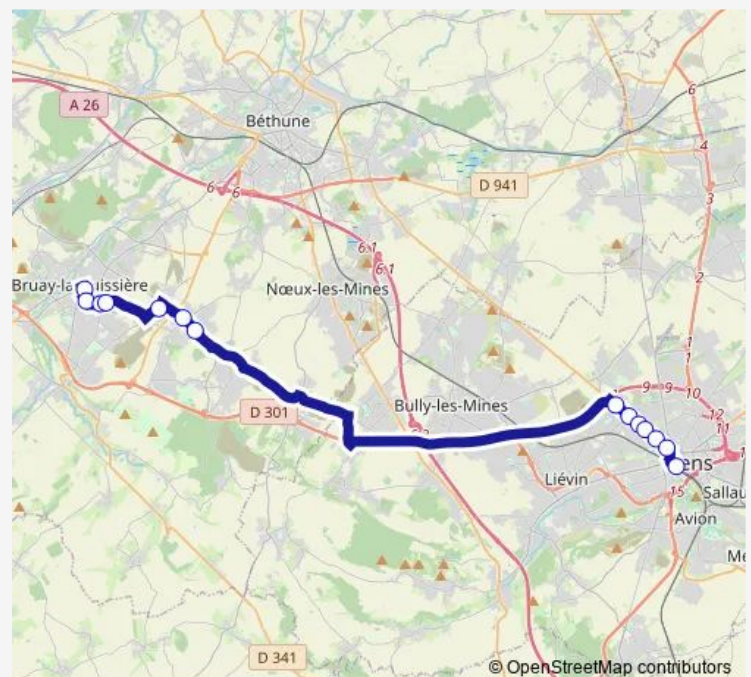 A 26
Béthune
6
4
D 941
3
6
6
6.1
2
6.1
Bruay-la-Buissière
Nœux-les-Mines
1
1
9
9
10
D 301
Bully-les-Mines
12
11
Liévin
15
Sallau
Avion
D 341
© OpenStreetMap contributors